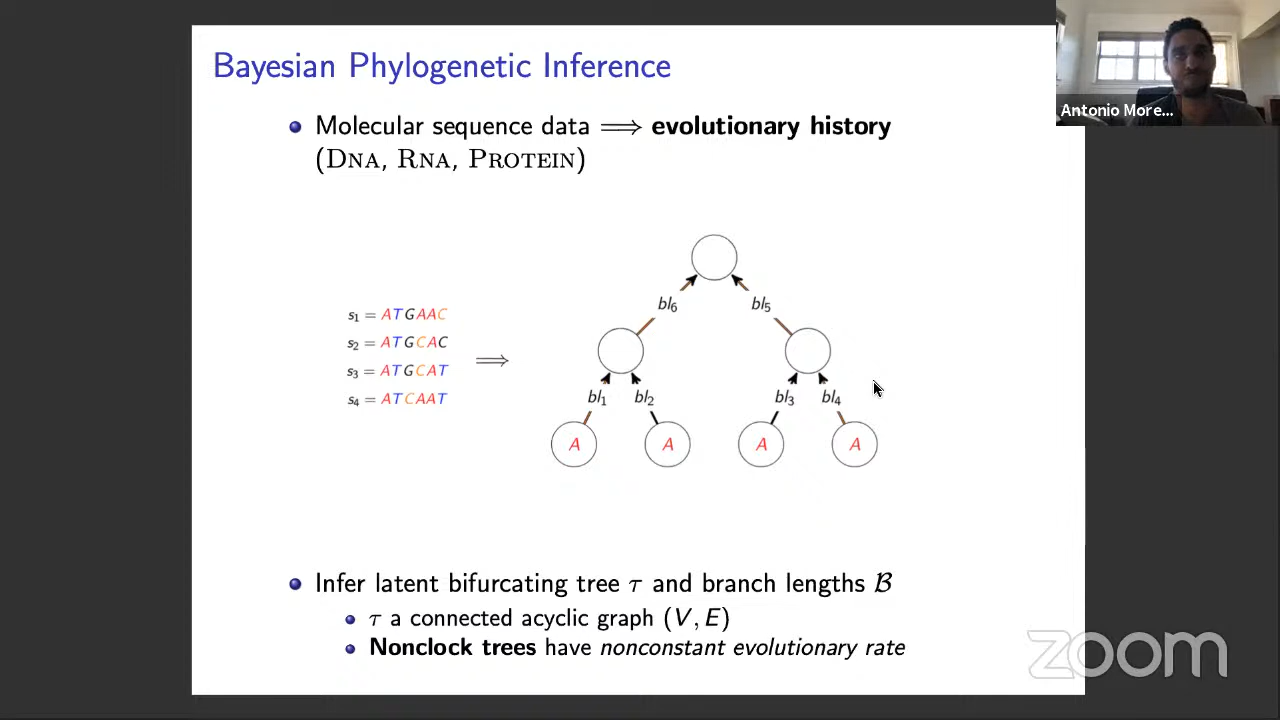 Bayesian Phylogenetic Inference
Antonio More...
Molecular sequence data ⟹ evolutionary history
(DNA, RNA, PROTEIN)
s₁ = ATGAAC
s₂ = ATGCAC
s₃ = ATGCAT
s₄ = ATCAAT
⟹
bl₆ bl₅
bl₁ bl₂ bl₃ bl₄
A A A A
Infer latent bifurcating tree τ and branch lengths ℬ
τ a connected acyclic graph (V, E)
Nonclock trees have nonconstant evolutionary rate
zoom